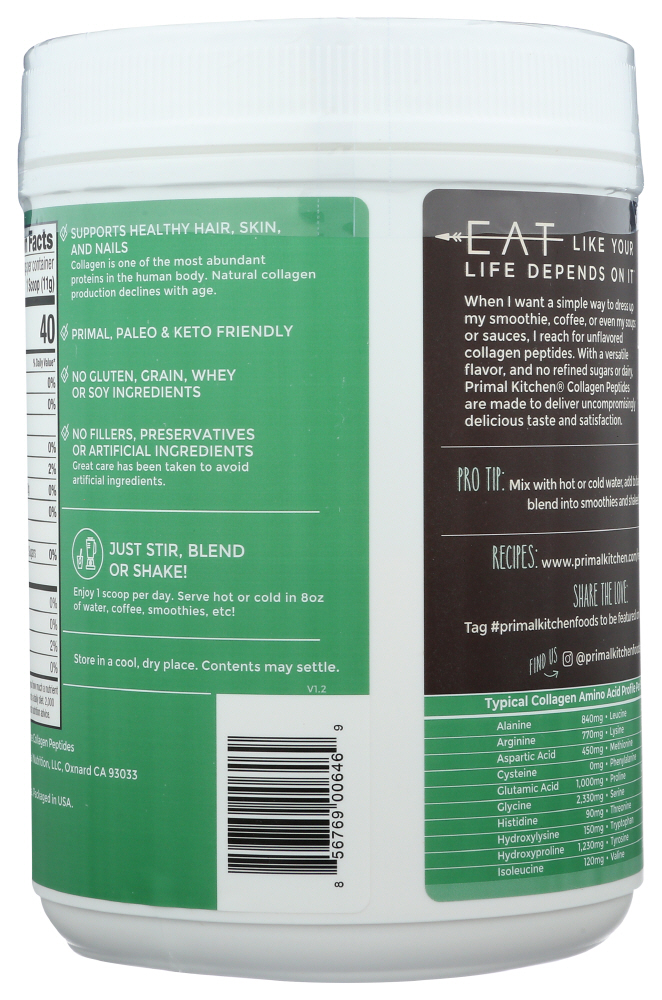 Facts
per container
Scoop (11g)
40
% Daily Value*
0%
0%
0%
2%
0%
0%
0%
0%
0%
2%
0%
Collagen Peptides
Nutrition, LLC, Oxnard CA 93033
Packaged in USA.
SUPPORTS HEALTHY HAIR, SKIN,
AND NAILS
Collagen is one of the most abundant
proteins in the human body. Natural collagen
production declines with age.
PRIMAL, PALEO & KETO FRIENDLY
NO GLUTEN, GRAIN, WHEY
OR SOY INGREDIENTS
NO FILLERS, PRESERVATIVES
OR ARTIFICIAL INGREDIENTS
Great care has been taken to avoid
artificial ingredients.
JUST STIR, BLEND
OR SHAKE!
Enjoy 1 scoop per day. Serve hot or cold in 8oz
of water, coffee, smoothies, etc!
Store in a cool, dry place. Contents may settle.
V1.2
8 56769 00646 9
EAT LIKE YOUR
LIFE DEPENDS ON IT
When I want a simple way to dress up
my smoothie, coffee, or even my soups
or sauces, I reach for unflavored
collagen peptides. With a versatile
flavor, and no refined sugars or dairy,
Primal Kitchen® Collagen Peptides
are made to deliver uncompromisingly
delicious taste and satisfaction.
PRO TIP: Mix with hot or cold water, add to
blend into smoothies and shakes
RECIPES: www.primalkitchen.com
SHARE THE LOVE:
Tag #primalkitchenfoods to be featured
FIND US @primalkitchenfoods
Typical Collagen Amino Acid Profile
Alanine 840mg • Leucine
Arginine 770mg • Lysine
Aspartic Acid 450mg • Methionine
Cysteine 0mg • Phenylalanine
Glutamic Acid 1,000mg • Proline
Glycine 2,330mg • Serine
Histidine 90mg • Threonine
Hydroxylysine 150mg • Tryptophan
Hydroxyproline 1,230mg • Tyrosine
Isoleucine 120mg • Valine